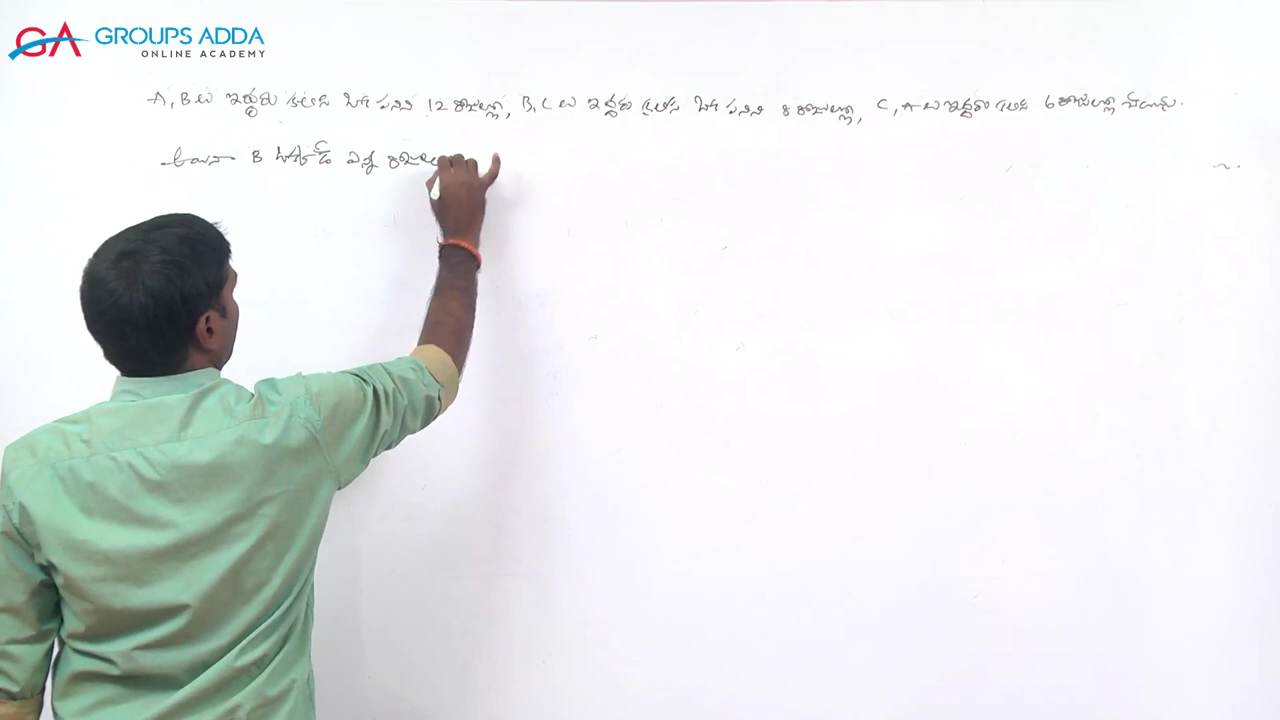 GA GROUPS ADDA
ONLINE ACADEMY
A, B లు ఇద్దరు కలిసి ఒక పనిని 12 రోజుల్లో, B, C లు ఇద్దరు కలిసి ఒక పనిని 8 రోజుల్లో, C, A లు ఇద్దరు కలిసి 6 రోజుల్లో చేయును.
అయిన B ఒక్కడే ఎన్ని